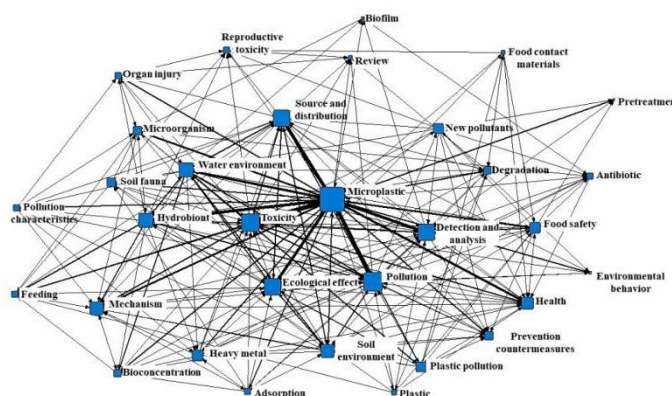 Biofilm
Reproductive
toxicity
Review
Food contact
materials
Organ injury
Pretreatment
Source and
distribution
Microorganism
New pollutants
Water environment
Degradation
Antibiotic
Soil fauna
Microplastic
Pollution
characteristics
Hydrobiont
Toxicity
Detection and
analysis
Food safety
Ecological effect
Pollution
Environmental
behavior
Feeding
Mechanism
Health
Heavy metal
Soil
environment
Prevention
countermeasures
Plastic pollution
Bioconcentration
Adsorption
Plastic